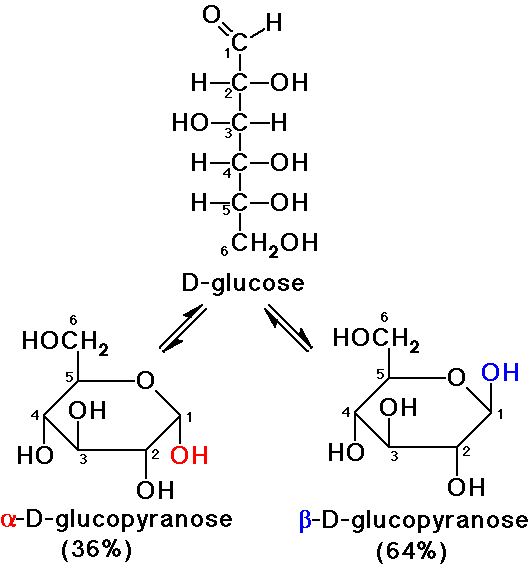 O H
C
1
H C OH
2
HO C H
3
H C OH
4
H C OH
5
6 CH2OH
D-glucose
6
HOCH2
5 O
4 OH 1
HO 3 2 OH
OH
α-D-glucopyranose
(36%)
6
HOCH2
5 O OH
4 OH 1
HO 3 2
OH
β-D-glucopyranose
(64%)